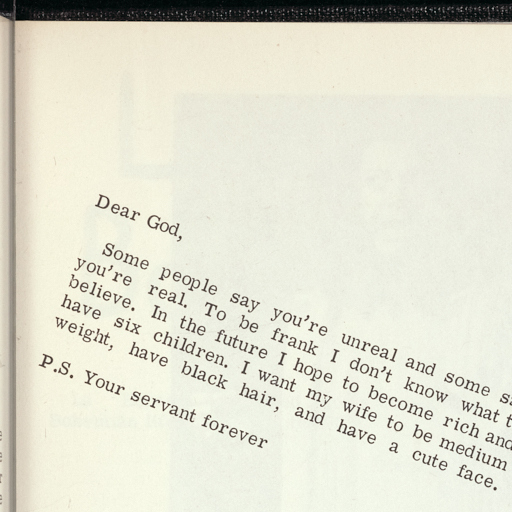 Dear God,
Some people say you're unreal and some
you're real. To be frank I don't know what
believe. In the future I hope to become rich and
have six children. I want my wife to be medium
weight, have black hair, and have a cute face.
P.S. Your servant forever